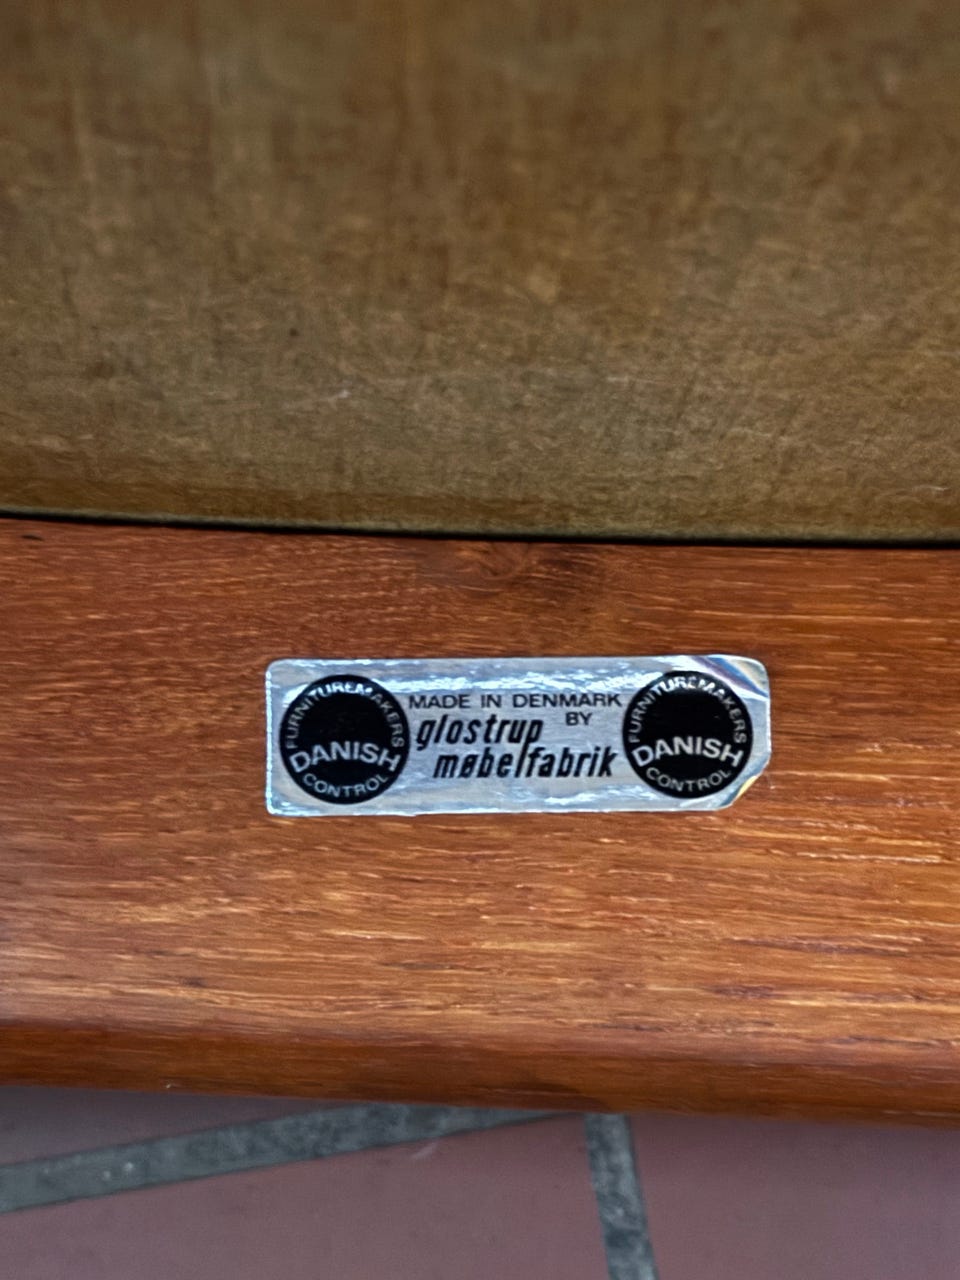 FURNITUREMAKERS
DANISH
CONTROL
MADE IN DENMARK
BY
glostrup
møbelfabrik
FURNITUREMAKERS
DANISH
CONTROL